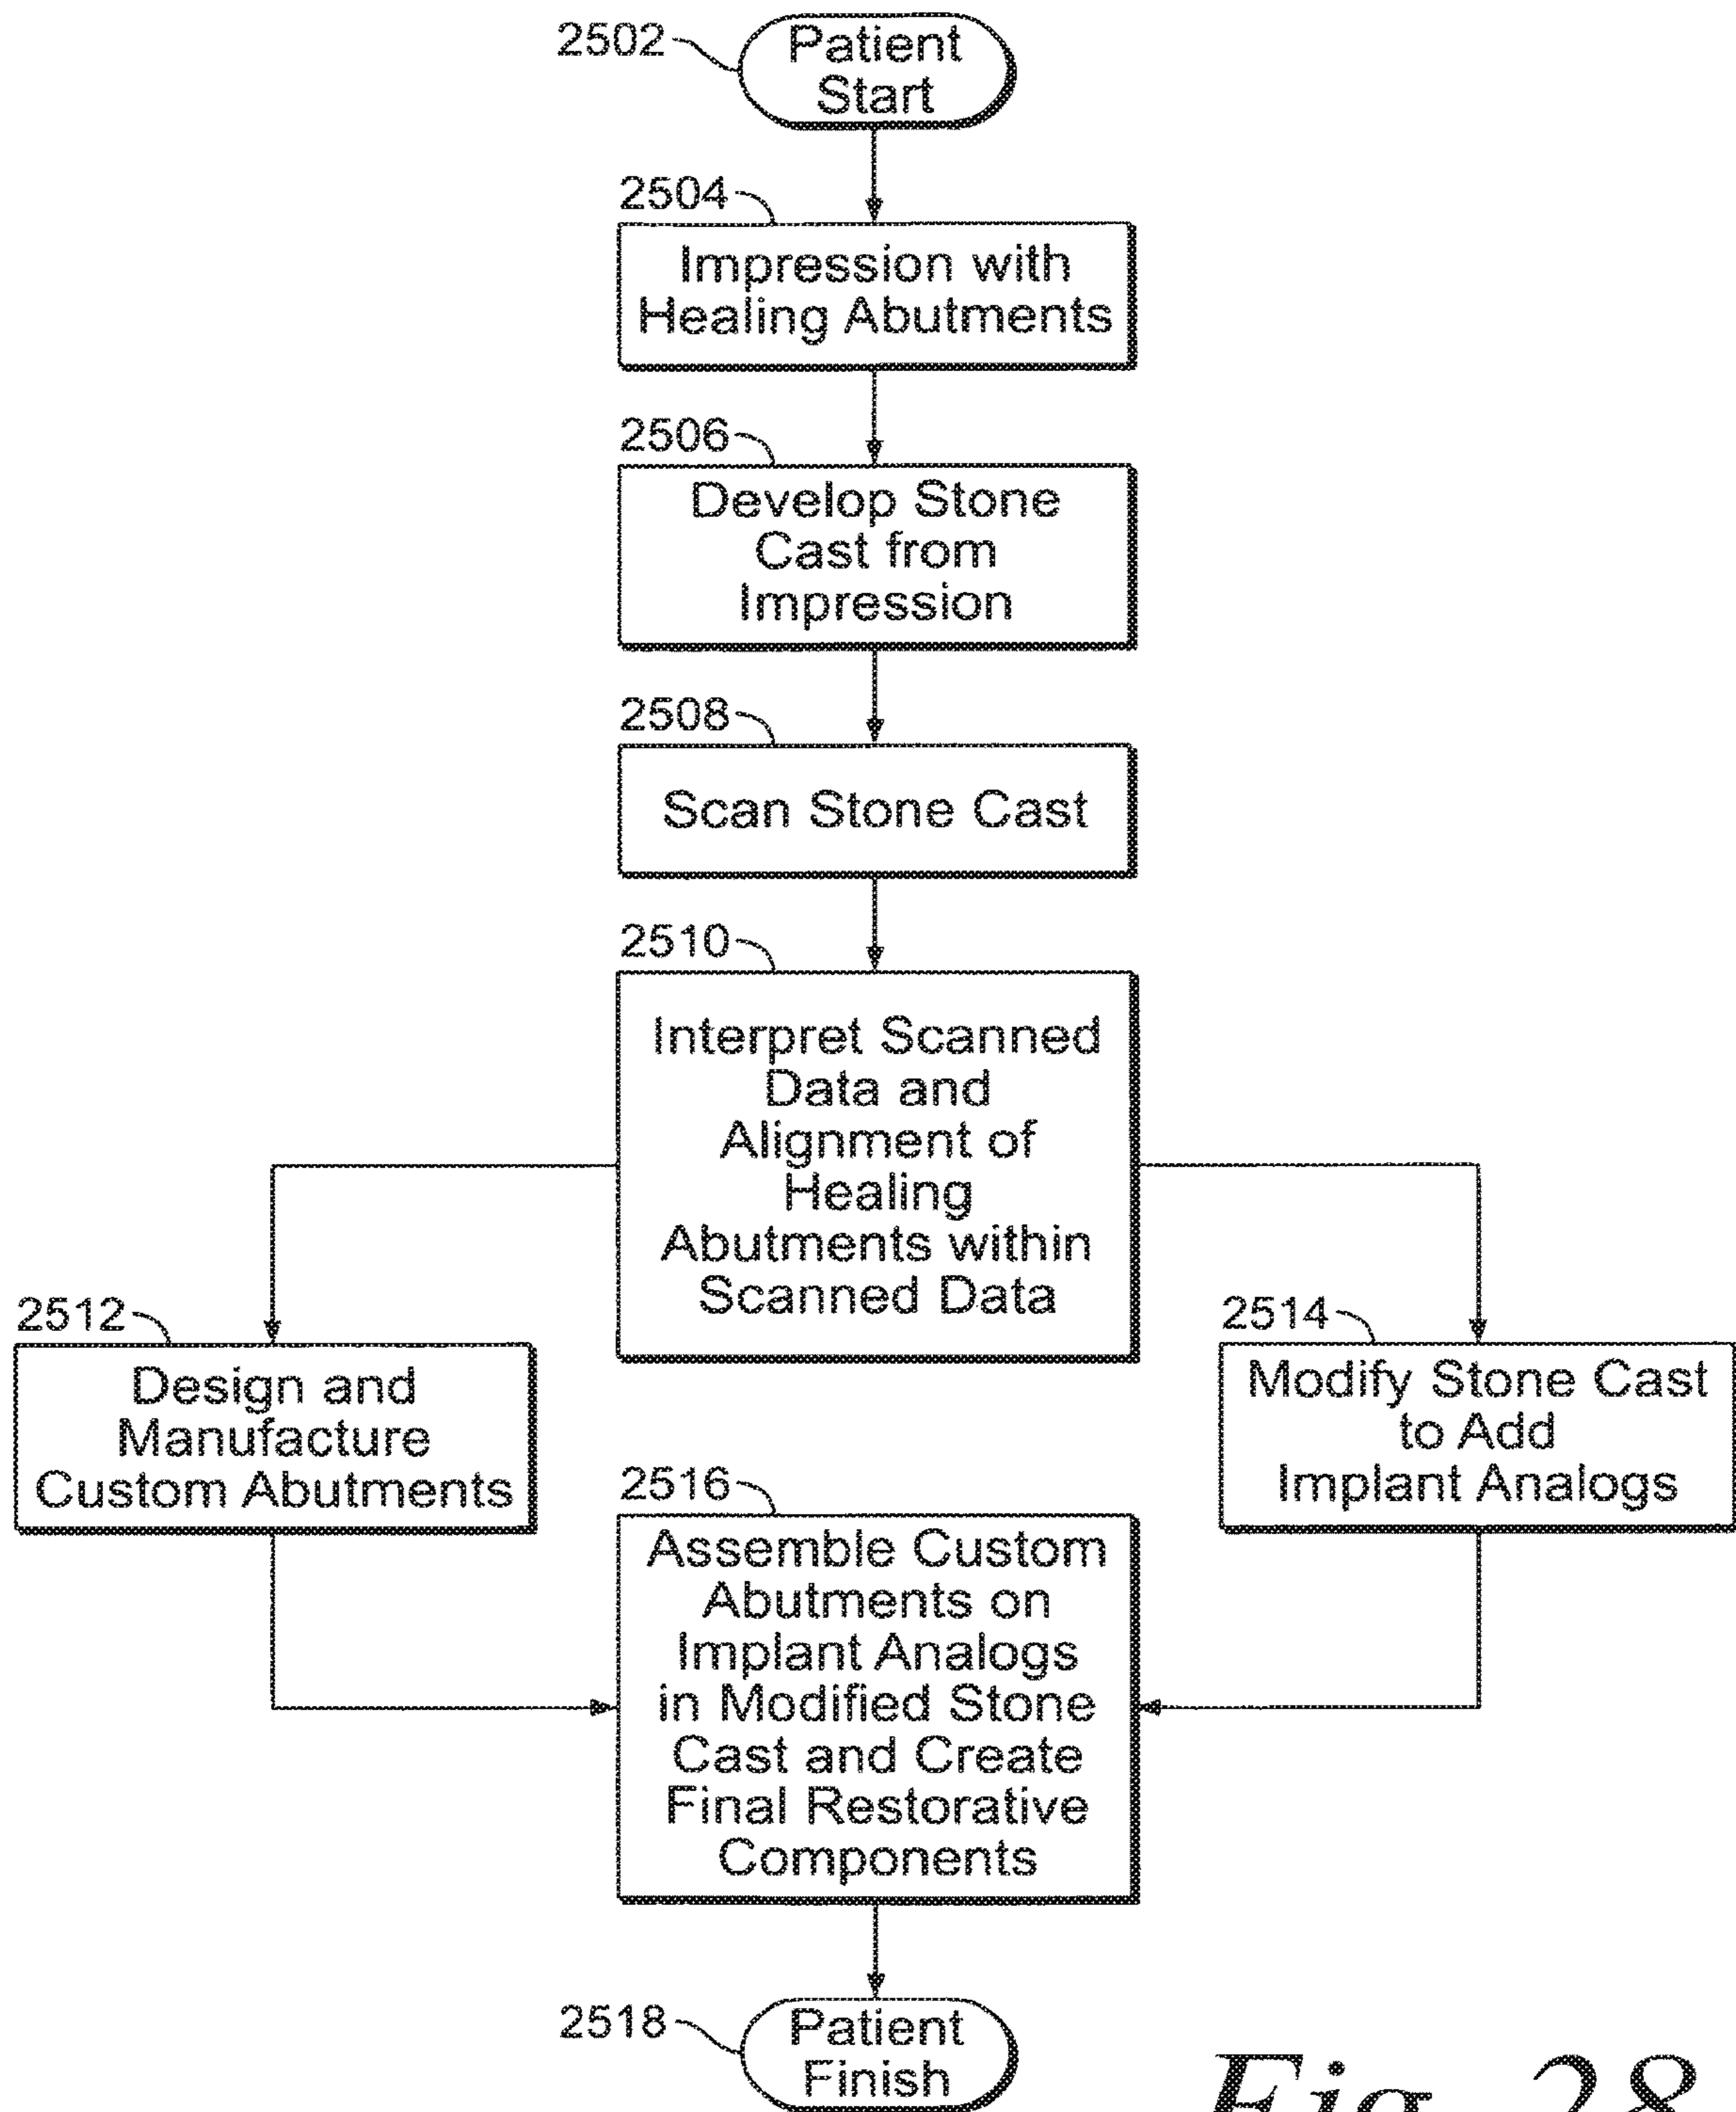 2502
Patient
Start
2504
Impression with
Healing Abutments
2506
Develop Stone
Cast from
Impression
2508
Scan Stone Cast
2510
Interpret Scanned
Data and
Alignment of
Healing
Abutments within
Scanned Data
2512
Design and
Manufacture
Custom Abutments
2514
Modify Stone Cast
to Add
Implant Analogs
2516
Assemble Custom
Abutments on
Implant Analogs
in Modified Stone
Cast and Create
Final Restorative
Components
2518
Patient
Finish
Fig. 28